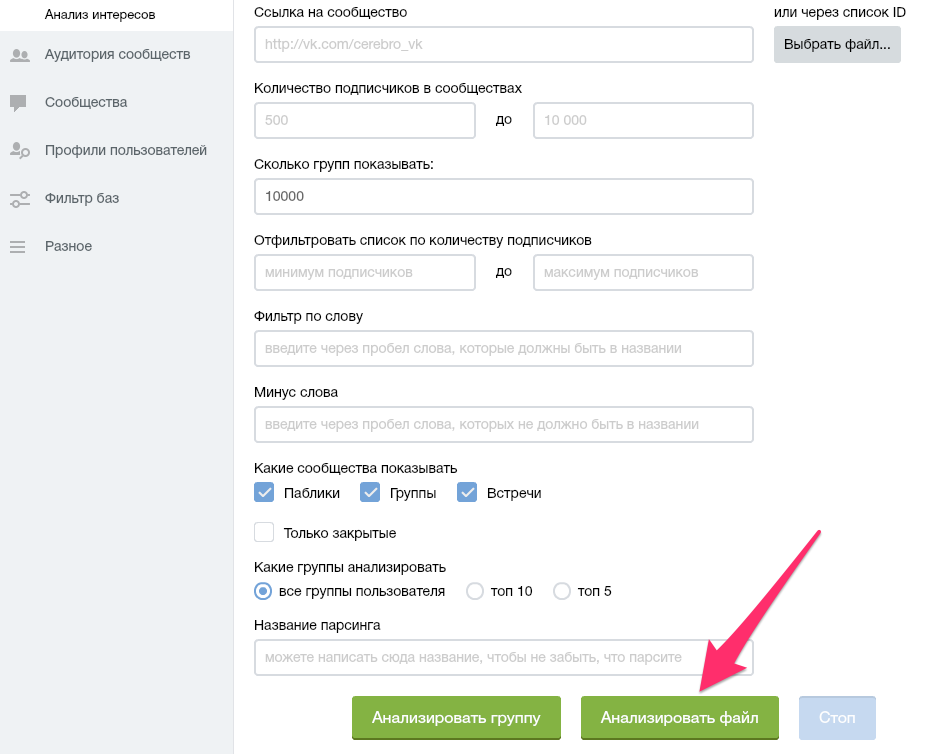 Анализ интересов
Аудитория сообществ
Сообщества
Профили пользователей
Фильтр баз
Разное
Ссылка на сообщество
или через список ID
http://vk.com/cerebro_vk
Выбрать файл...
Количество подписчиков в сообществах
500 до 10 000
Сколько групп показывать:
10000
Отфильтровать список по количеству подписчиков
минимум подписчиков до максимум подписчиков
Фильтр по слову
введите через пробел слова, которые должны быть в названии
Минус слова
введите через пробел слова, которых не должно быть в названии
Какие сообщества показывать
Паблики Группы Встречи
Только закрытые
Какие группы анализировать
все группы пользователя топ 10 топ 5
Название парсинга
можете написать сюда название, чтобы не забыть, что парсите
Анализировать группу Анализировать файл Стоп